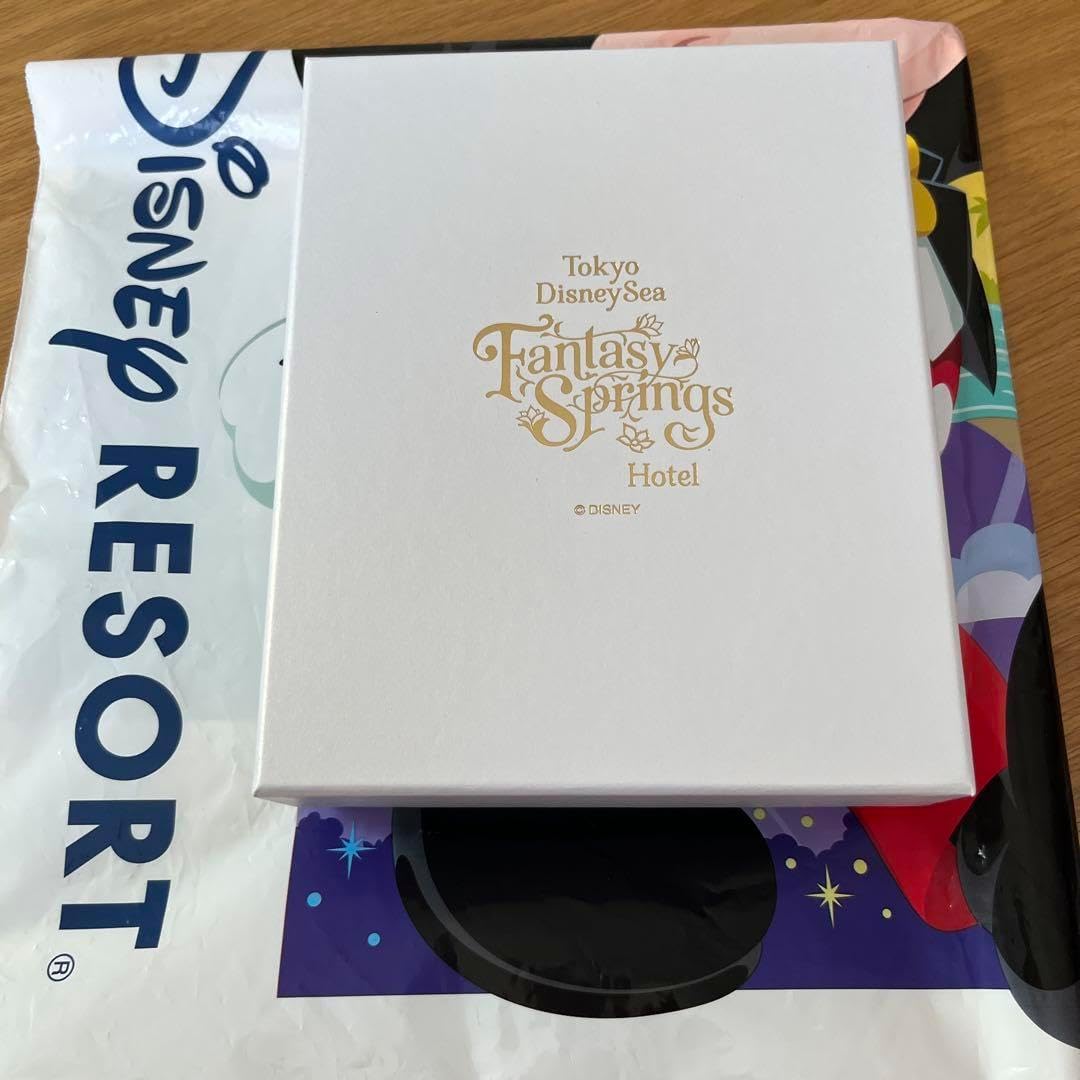 Tokyo
DisneySea
Fantasy
Springs
Hotel
© DISNEY
Disney RESORT®